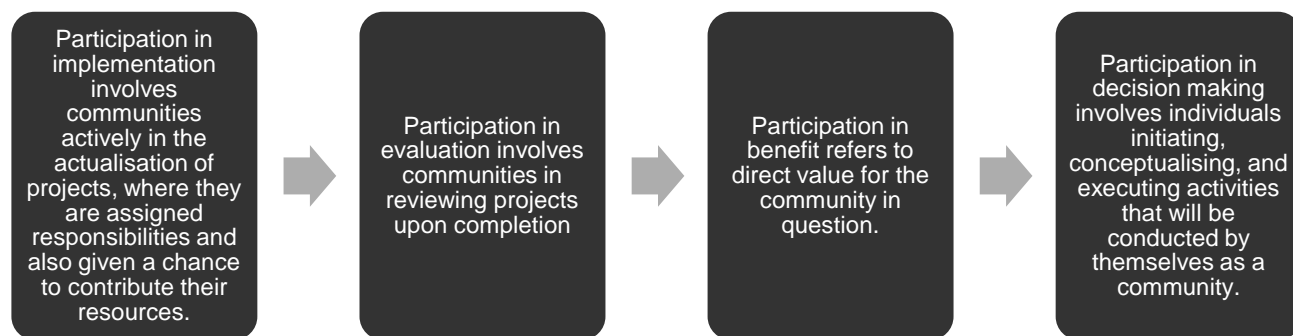 Participation in
implementation
involves
communities
actively in the
actualisation of
projects, where they
are assigned
responsibilities and
also given a chance
to contribute their
resources.
Participation in
evaluation involves
communities in
reviewing projects
upon completion
Participation in
benefit refers to
direct value for the
community in
question.
Participation in
decision making
involves individuals
initiating,
conceptualising, and
executing activities
that will be
conducted by
themselves as a
community.